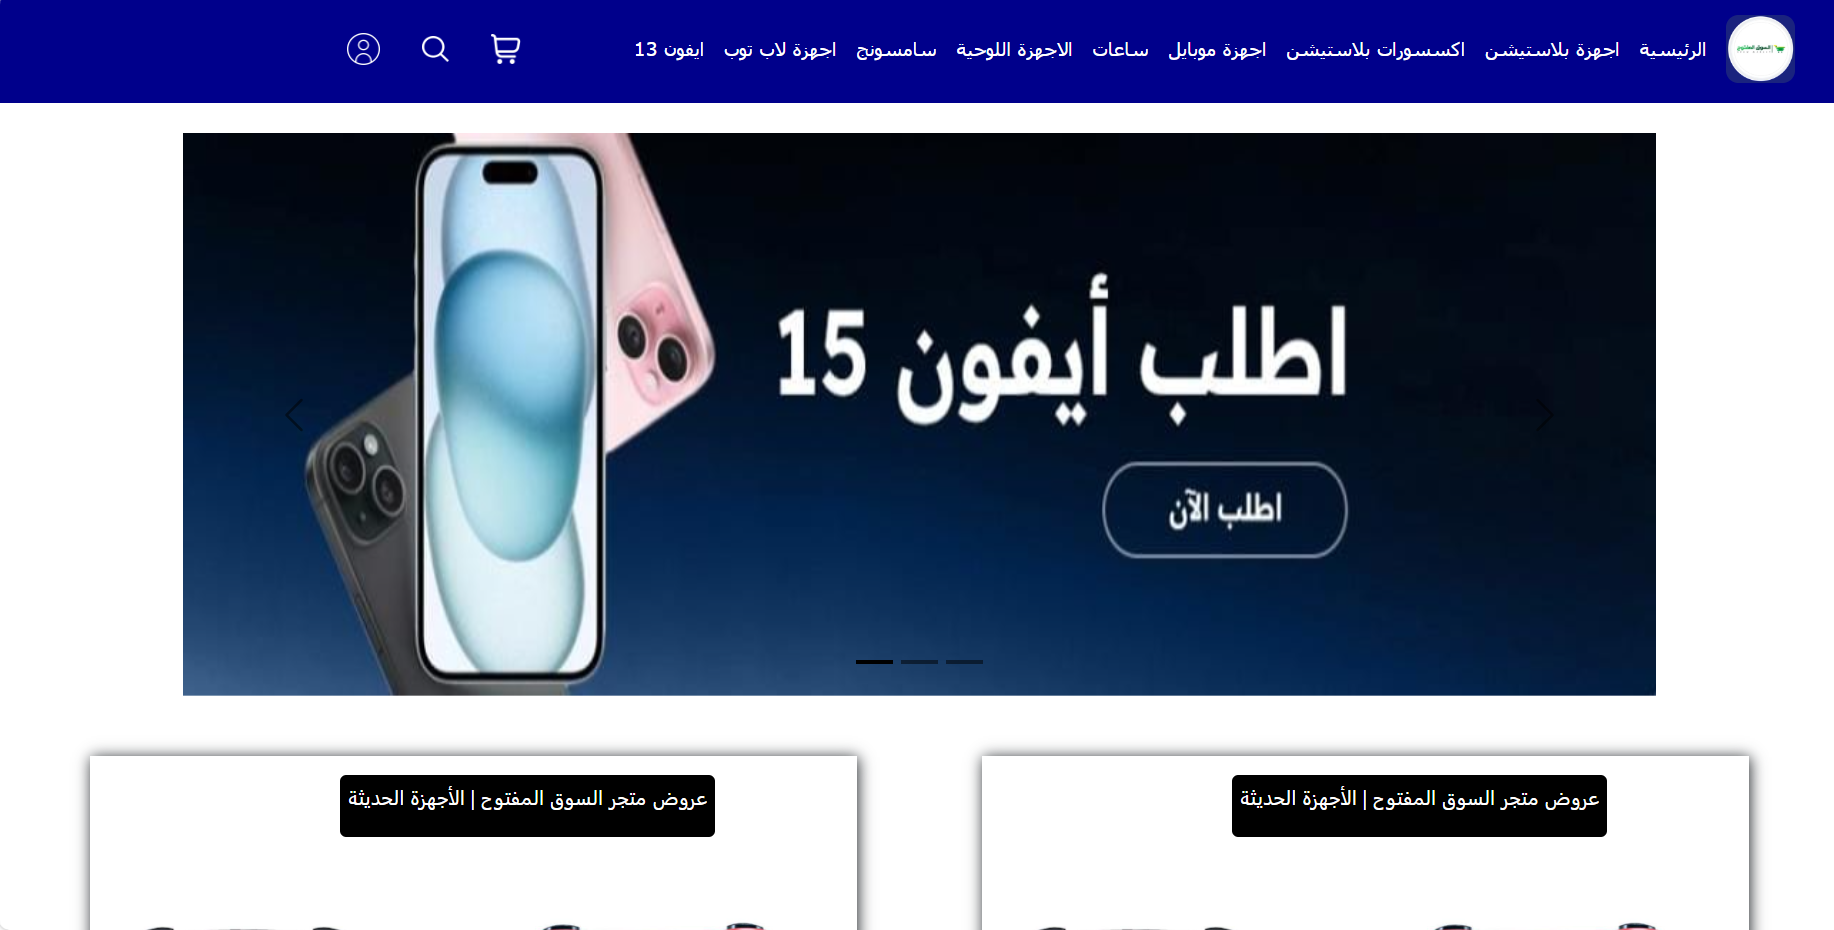 الرئيسية اجهزة بلاستيشن اكسسورات بلاستيشن اجهزة موبايل ساعات الاجهزة اللوحية سامسونج اجهزة لاب توب ايفون 13
اطلب أيفون 15
اطلب الآن
عروض متجر السوق المفتوح | الأجهزة الحديثة
عروض متجر السوق المفتوح | الأجهزة الحديثة